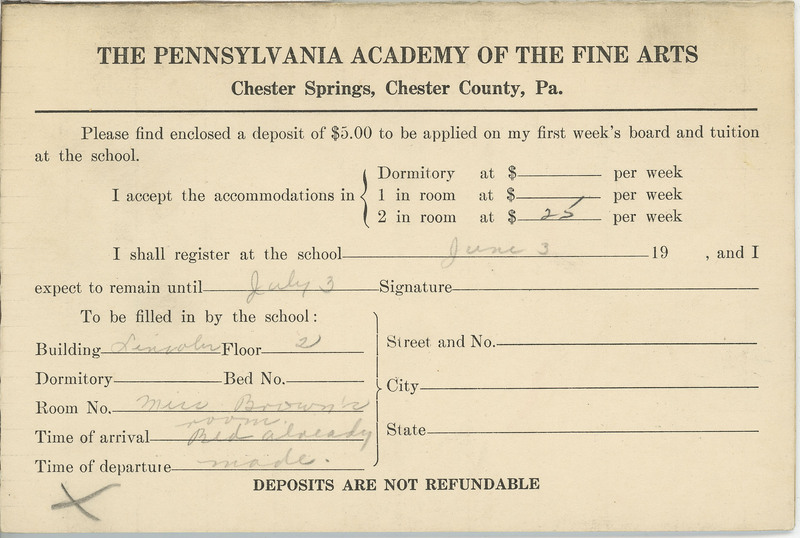 THE PENNSYLVANIA ACADEMY OF THE FINE ARTS
Chester Springs, Chester County, Pa.
Please find enclosed a deposit of $5.00 to be applied on my first week's board and tuition
at the school.
I accept the accommodations in
Dormitory at $ per week
1 in room at $ per week
2 in room at $ 25 per week
I shall register at the school June 3 19 , and I
expect to remain until July 3 Signature
To be filled in by the school:
Building Lincoln Floor 2
Dormitory Bed No.
Room No. Miss Brown's
room.
Time of arrival Bed already
Time of departure made.
Street and No.
City
State
DEPOSITS ARE NOT REFUNDABLE
X